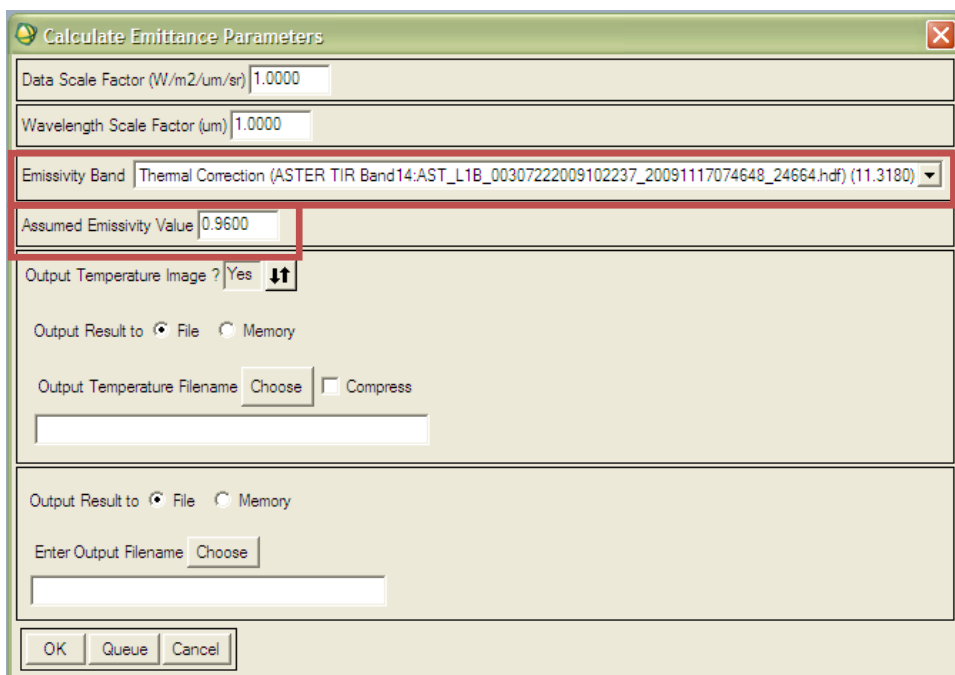 Calculate Emittance Parameters
Data Scale Factor (W/m2/um/sr) 1.0000
Wavelength Scale Factor (um) 1.0000
Emissivity Band Thermal Correction (ASTER TIR Band14:AST_L1B_00307222009102237_20091117074648_24664.hdf) (11.3180)
Assumed Emissivity Value 0.9600
Output Temperature Image ? Yes
Output Result to File Memory
Output Temperature Filename Choose Compress
Output Result to File Memory
Enter Output Filename Choose
OK Queue Cancel